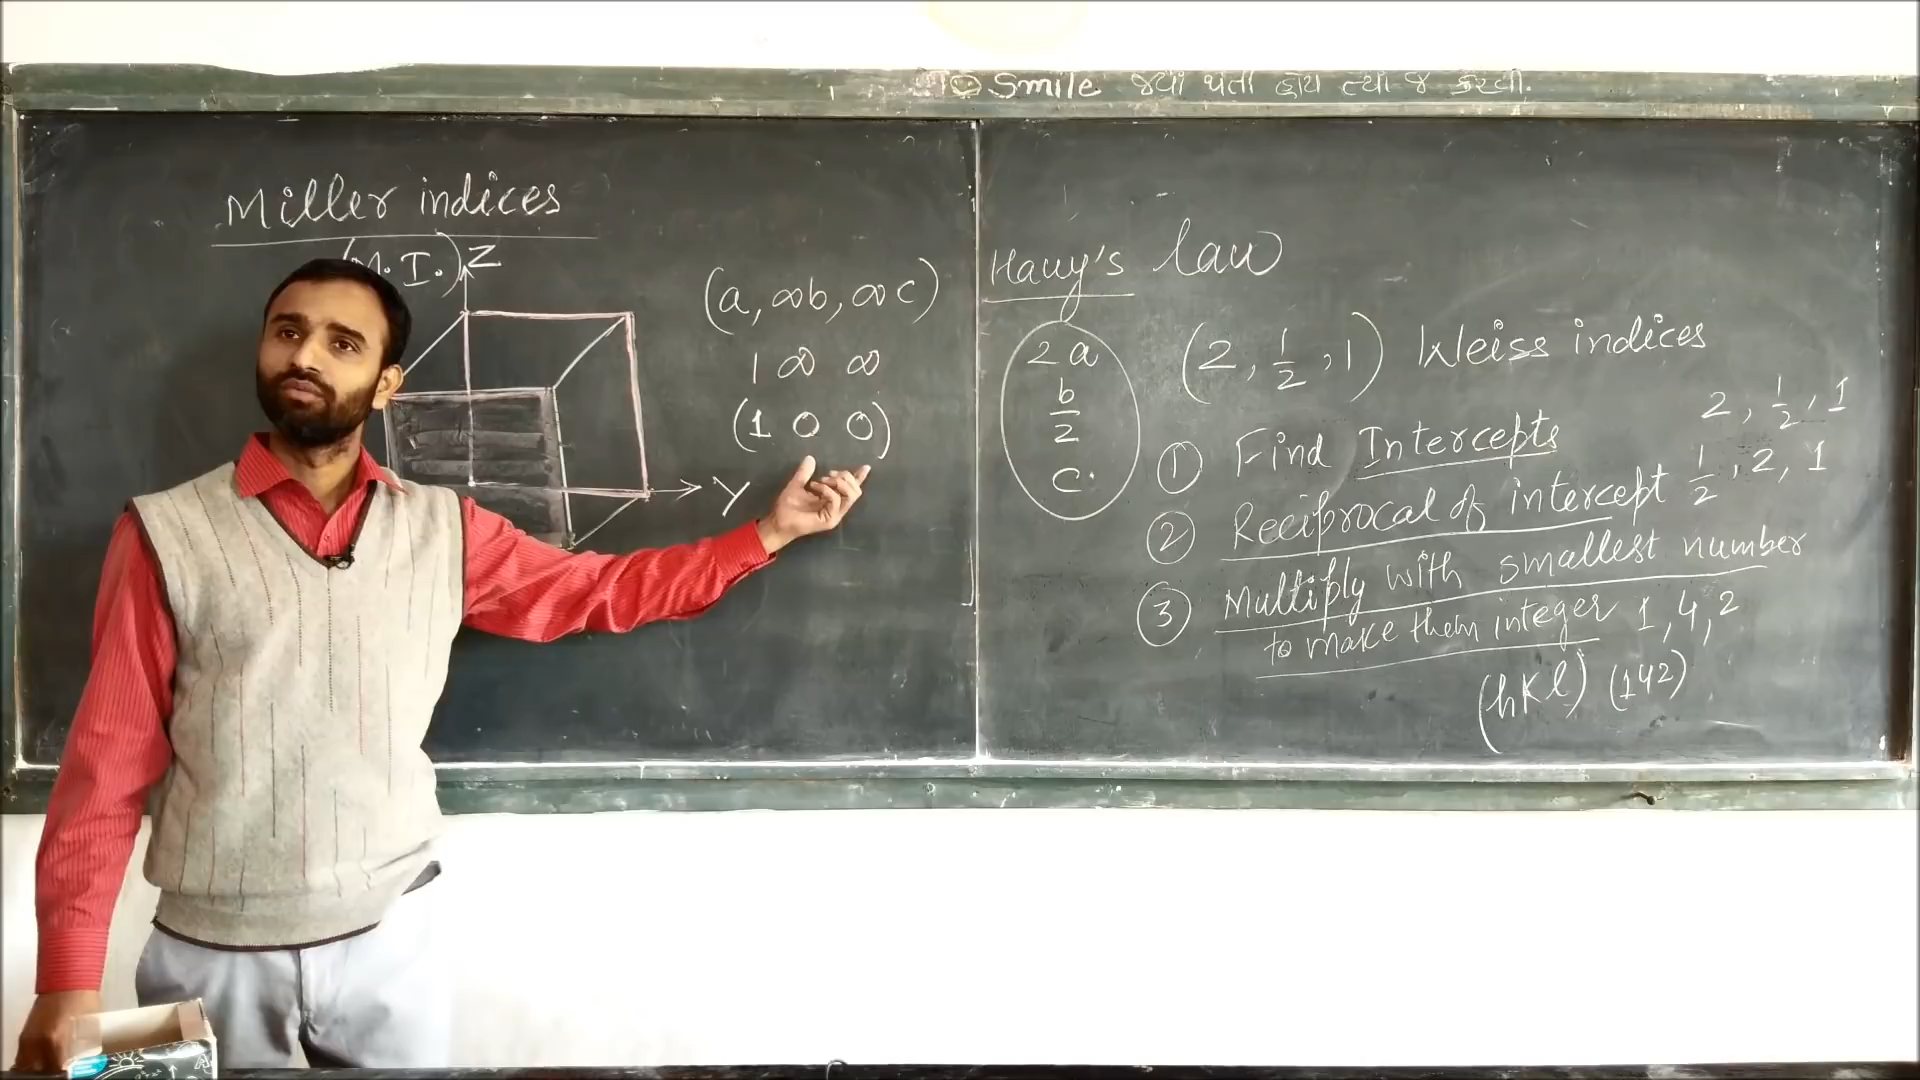 Smile જ્યાં થતા હોય ત્યાં જ કરવી.
Miller indices
(M. I.)
Z
Y
(a, ∞b, ∞c)
1 ∞ ∞
(1 0 0)
Hauy's law
2a
b/2
c.
(2, 1/2, 1) Weiss indices
2, 1/2, 1
① Find Intercepts
② Reciprocal of intercept 1/2, 2, 1
③ Multiply with smallest number
to make them integer 1, 4, 2
(hkl) (142)